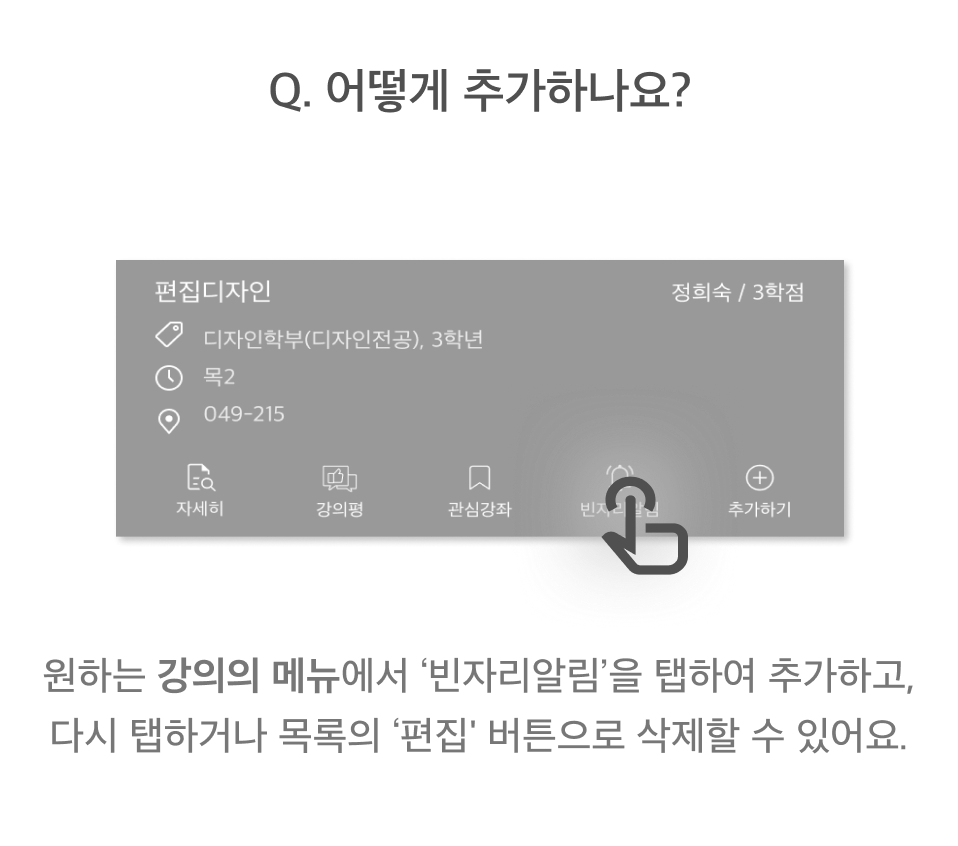 Q. 어떻게 추가하나요?
편집디자인
정희숙 / 3학점
디자인학부(디자인전공), 3학년
목2
049-215
자세히
강의평
관심강좌
빈자리알림
추가하기
원하는 강의의 메뉴에서 ‘빈자리알림’을 탭하여 추가하고,
다시 탭하거나 목록의 ‘편집' 버튼으로 삭제할 수 있어요.